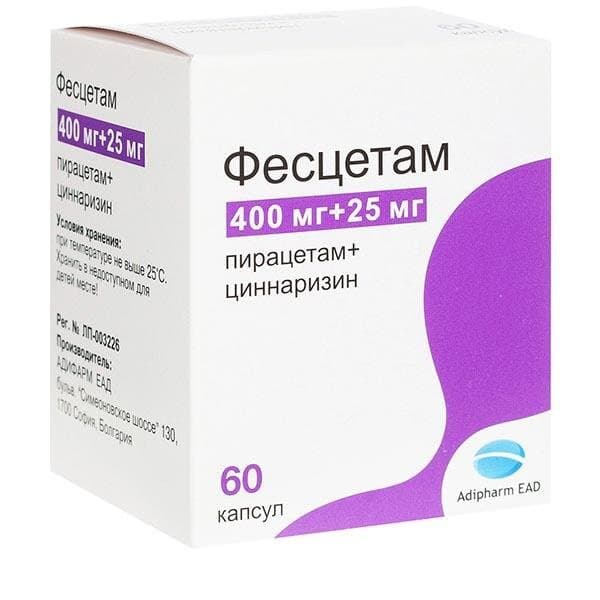 Фесцетам
400 мг+25 мг
пирацетам+
циннаризин
Условия хранения:
при температуре не выше 25°С.
Хранить в недоступном для
детей месте!
Рег. № ЛП-003226
Производитель:
АДИФАРМ ЕАД
бульв. "Симеоновское шоссе" 130,
1700 София, Болгария
60
капсул
Фесцетам
400 мг+25 мг
пирацетам+
циннаризин
60
капсул
Adipharm EAD